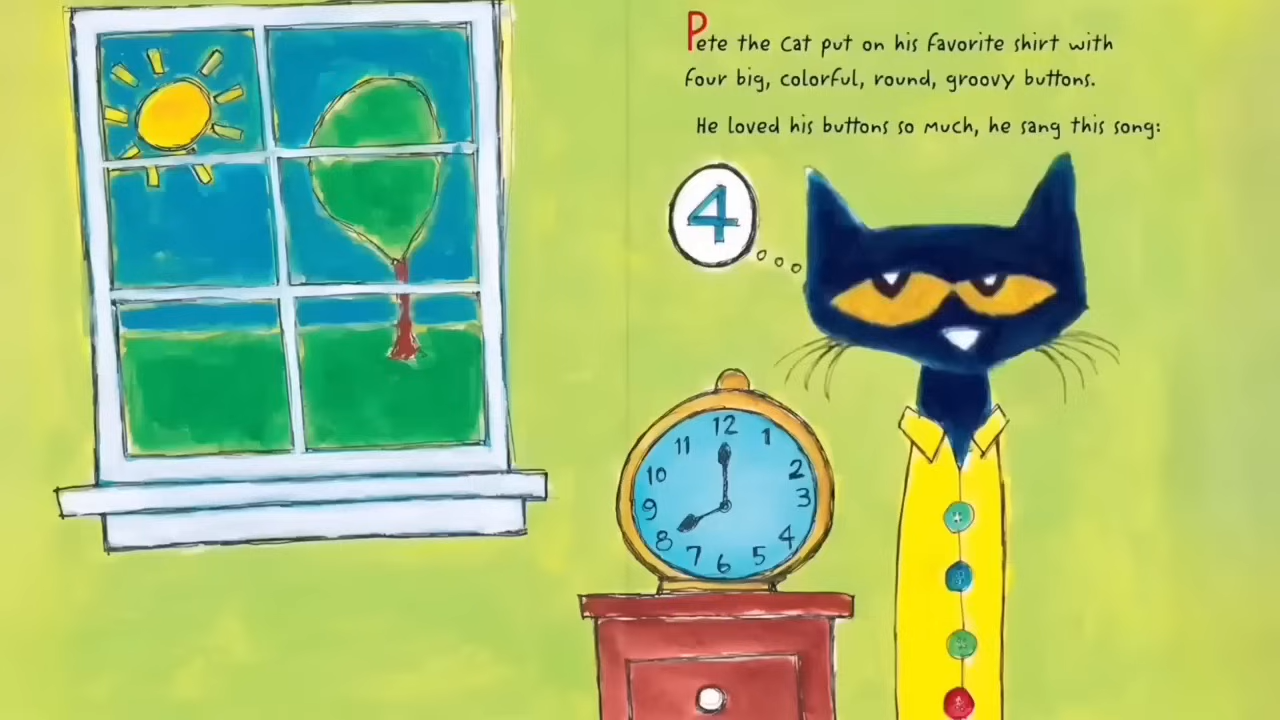 Pete the Cat put on his favorite shirt with
four big, colorful, round, groovy buttons.
He loved his buttons so much, he sang this song:
4
12
11 1
10 2
9 3
8 4
7 5
6